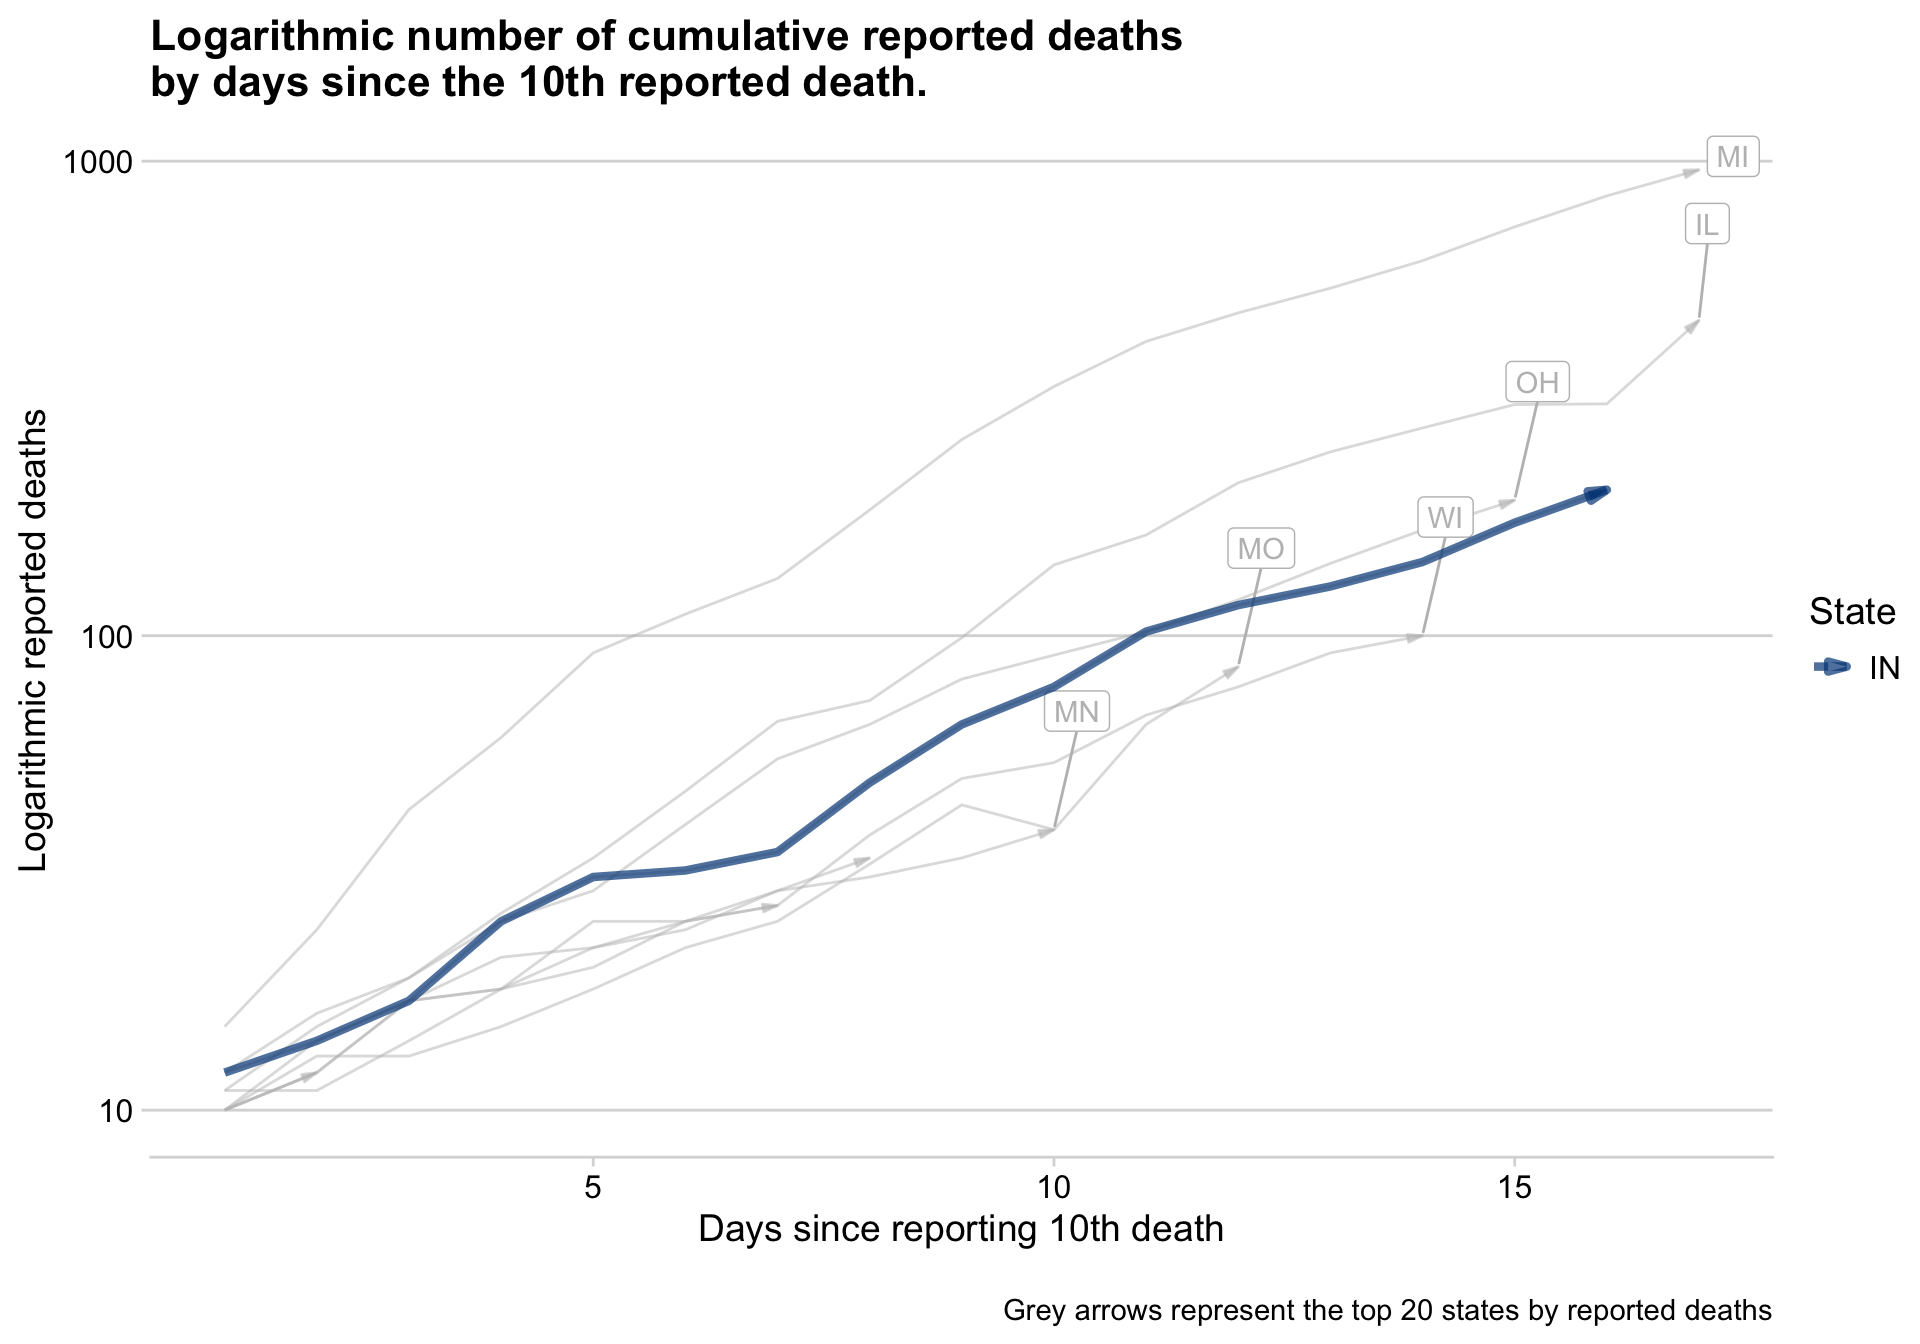 Logarithmic number of cumulative reported deaths
by days since the 10th reported death.
1000
MI
IL
OH
WI
MO
MN
100
10
Logarithmic reported deaths
State
IN
5
10
15
Days since reporting 10th death
Grey arrows represent the top 20 states by reported deaths